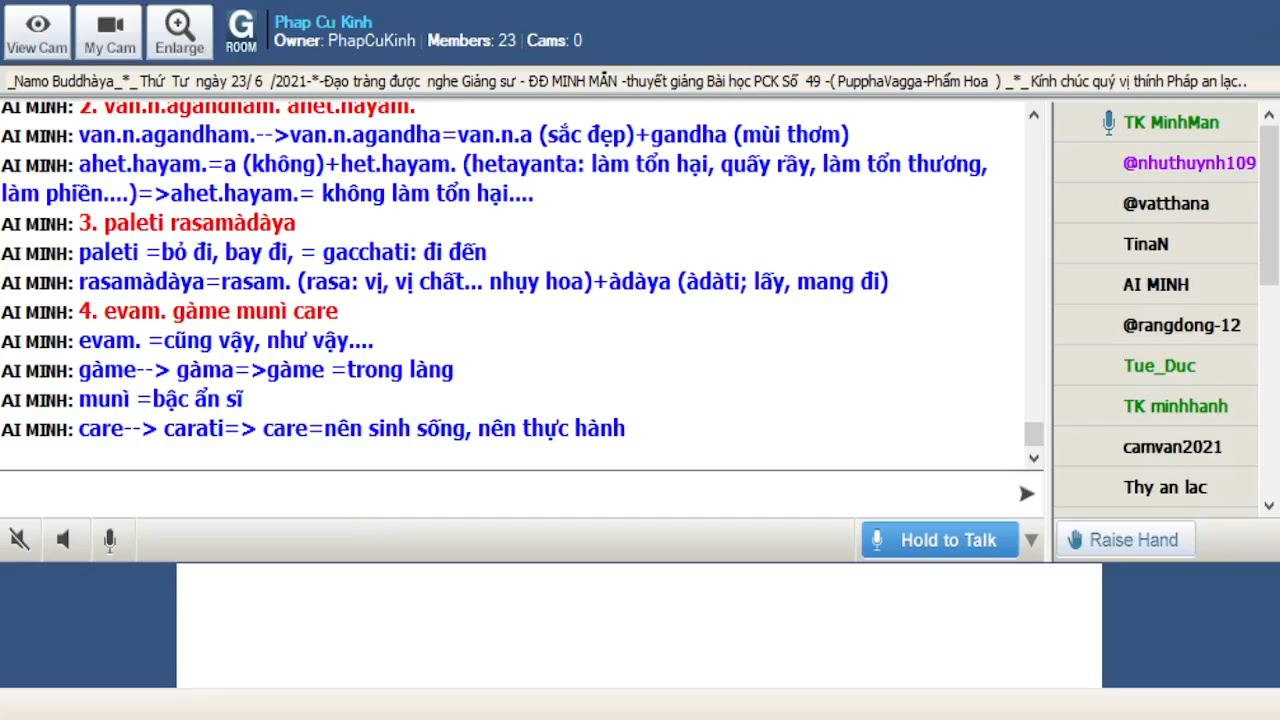 View Cam
My Cam
Enlarge
G ROOM
Phap Cu Kinh
Owner: PhapCuKinh | Members: 23 | Cams: 0
_Namo Buddhàya_*_ Thứ Tư ngày 23/ 6 /2021-*-Đạo tràng được nghe Giảng sư - ĐĐ MINH MẪN -thuyết giảng Bài học PCK Số 49 -( PupphaVagga-Phẩm Hoa ) _*_ Kính chúc quý vị thính Pháp an lạc..
AI MINH: 2. van.n.agandham. ahet.hayam.
AI MINH: van.n.agandham.-->van.n.agandha=van.n.a (sắc đẹp)+gandha (mùi thơm)
AI MINH: ahet.hayam.=a (không)+het.hayam. (hetayanta: làm tổn hại, quấy rầy, làm tổn thương,
làm phiền....)=>ahet.hayam.= không làm tổn hại....
AI MINH: 3. paleti rasamàdàya
AI MINH: paleti =bỏ đi, bay đi, = gacchati: đi đến
AI MINH: rasamàdàya=rasam. (rasa: vị, vị chất... nhụy hoa)+àdàya (àdàti; lấy, mang đi)
AI MINH: 4. evam. gàme munì care
AI MINH: evam. =cũng vậy, như vậy....
AI MINH: gàme--> gàma=>gàme =trong làng
AI MINH: munì =bậc ẩn sĩ
AI MINH: care--> carati=> care=nên sinh sống, nên thực hành
TK MinhMan
@nhuthuynh109
@vatthana
TinaN
AI MINH
@rangdong-12
Tue_Duc
TK minhhanh
camvan2021
Thy an lac
Hold to Talk
Raise Hand